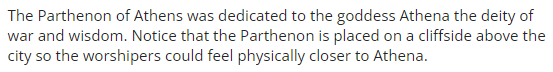 The Parthenon of Athens was dedicated to the goddess Athena the deity of
war and wisdom. Notice that the Parthenon is placed on a cliffside above the
city so the worshipers could feel physically closer to Athena.